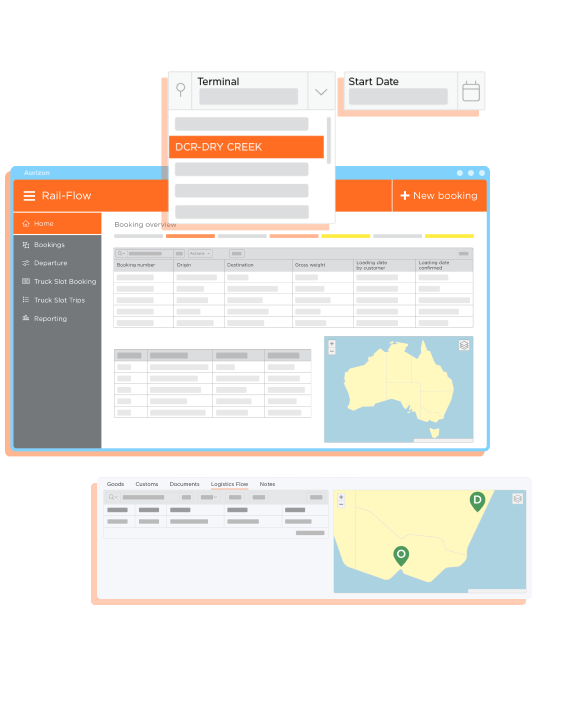 Terminal
Start Date
DCR-DRY CREEK
Aurizon
Rail-Flow
+ New booking
Home
Bookings
Departure
Truck Slot Booking
Truck Slot Trips
Reporting
Booking overview
Actions
Booking number
Origin
Destination
Gross weight
Loading date
by customer
Loading date
confirmed
Goods
Customs
Documents
Logistics Flow
Notes
D
O